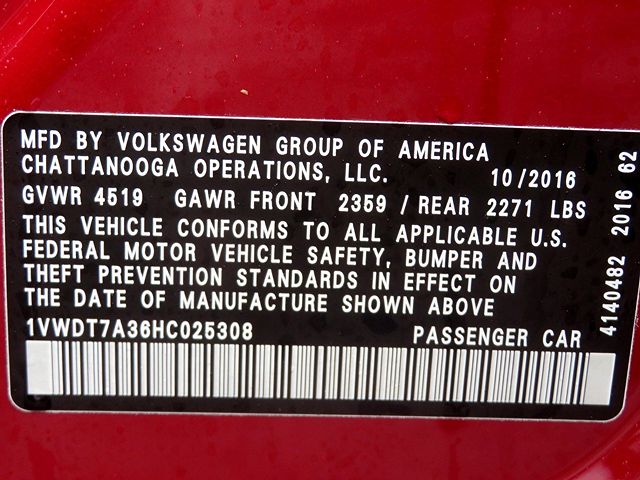 MFD BY VOLKSWAGEN GROUP OF AMERICA
CHATTANOOGA OPERATIONS, LLC. 10/2016
GVWR 4519 GAWR FRONT 2359 / REAR 2271 LBS
THIS VEHICLE CONFORMS TO ALL APPLICABLE U.S.
FEDERAL MOTOR VEHICLE SAFETY, BUMPER AND
THEFT PREVENTION STANDARDS IN EFFECT ON
THE DATE OF MANUFACTURE SHOWN ABOVE
1VWDT7A36HC025308 PASSENGER CAR
4140482 2016 62